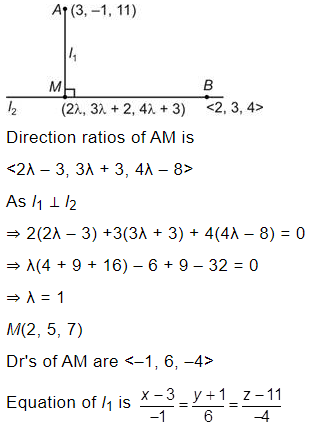 A (3, –1, 11)
l₁
M B
l₂ (2λ, 3λ + 2, 4λ + 3) <2, 3, 4>
Direction ratios of AM is
<2λ – 3, 3λ + 3, 4λ – 8>
As l₁ ⊥ l₂
⇒ 2(2λ – 3) +3(3λ + 3) + 4(4λ – 8) = 0
⇒ λ(4 + 9 + 16) – 6 + 9 – 32 = 0
⇒ λ = 1
M(2, 5, 7)
Dr's of AM are <–1, 6, –4>
Equation of l₁ is (x – 3)/–1 = (y + 1)/6 = (z – 11)/–4